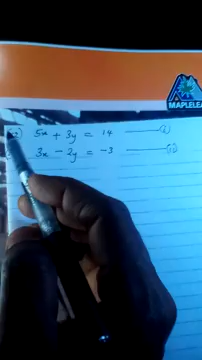 MAPLELEA
5x + 3y = 14 ——— (i)
3x − 2y = −3 ——— (ii)